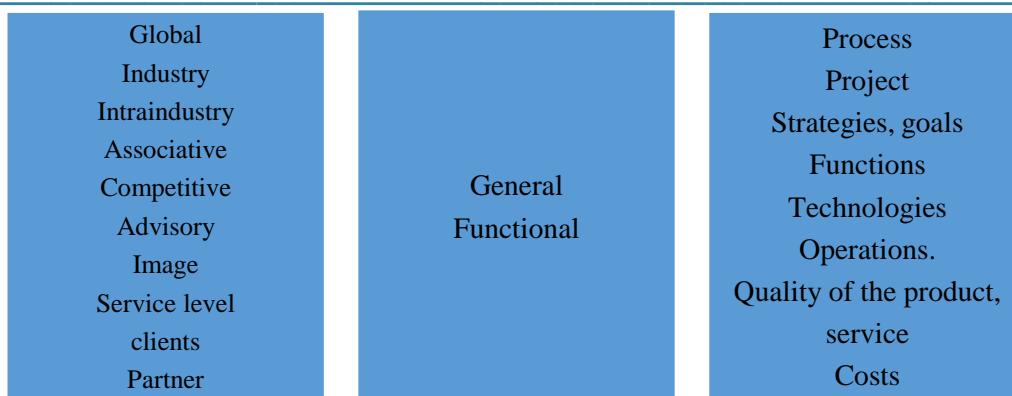 Global
Industry
Intraindustry
Associative
Competitive
Advisory
Image
Service level
clients
Partner
General
Functional
Process
Project
Strategies, goals
Functions
Technologies
Operations.
Quality of the product,
service
Costs